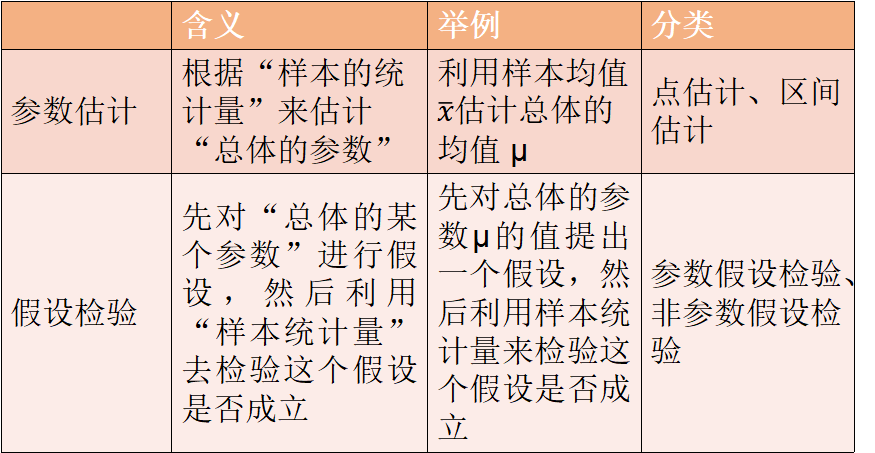 含义
举例
分类
参数估计
根据“样本的统
计量”来估计
“总体的参数”
利用样本均值
x̄估计总体的
均值 μ
点估计、区间
估计
假设检验
先对“总体的某
个参数”进行假
设，然后利用
“样本统计量”
去检验这个假设
是否成立
先对总体的参
数μ的值提出
一个假设，然
后利用样本统
计量来检验这
个假设是否成
立
参数假设检验、
非参数假设检
验